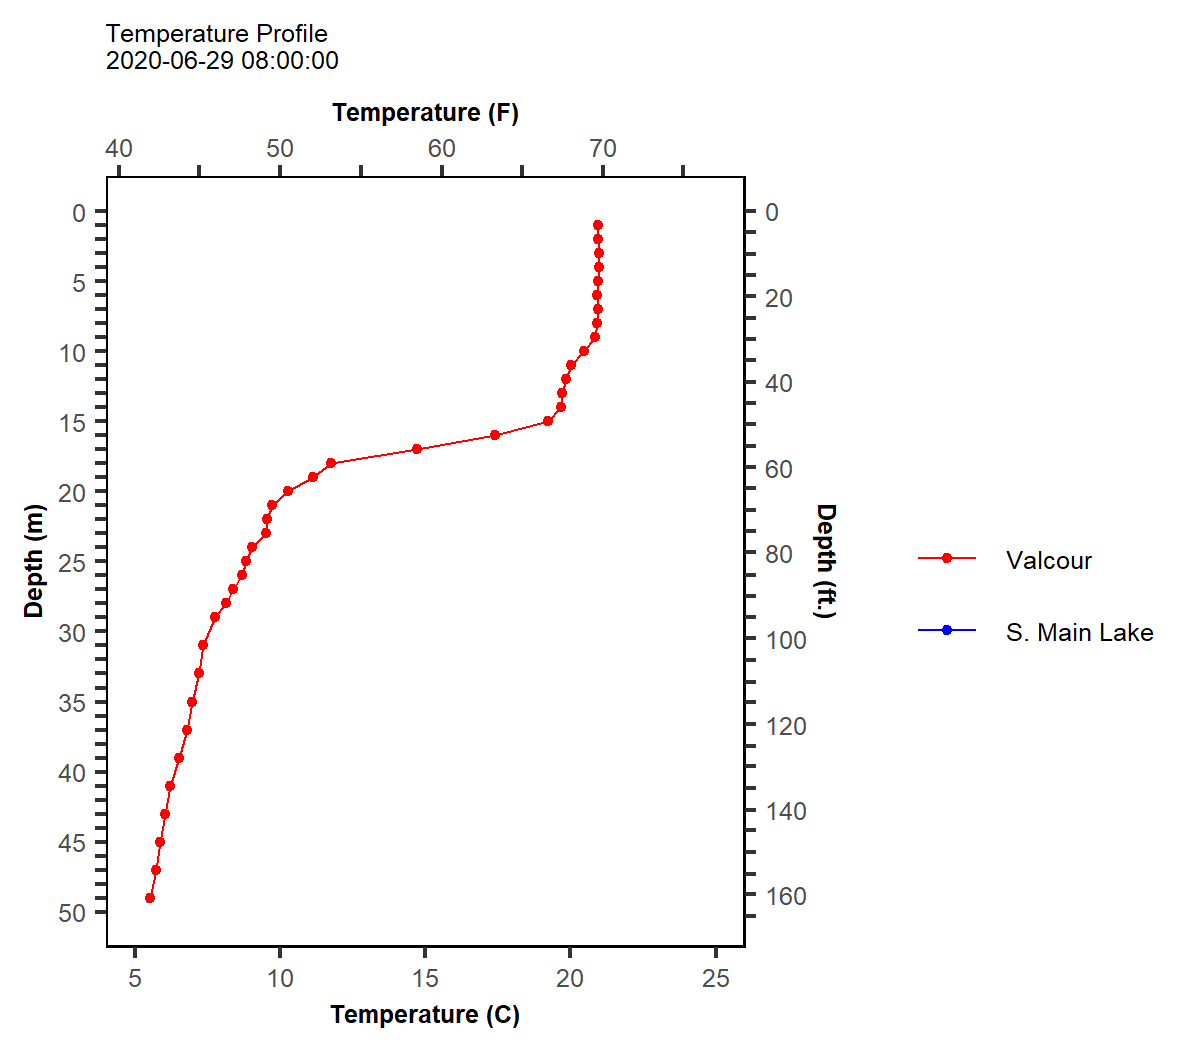 Temperature Profile
2020-06-29 08:00:00
Temperature (F)
40 50 60 70
0
5
10
15
20
25
30
35
40
45
50
Depth (m)
0
20
40
60
80
100
120
140
160
Depth (ft.)
5 10 15 20 25
Temperature (C)
Valcour
S. Main Lake